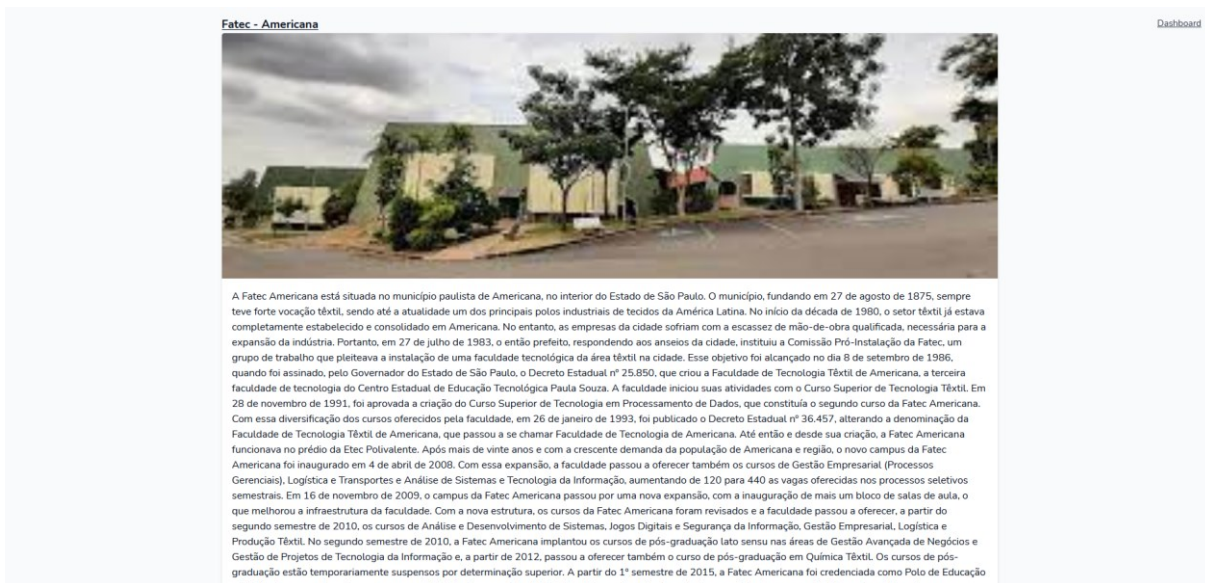 Fatec - Americana
Dashboard
A Fatec Americana está situada no município paulista de Americana, no interior do Estado de São Paulo. O município, fundando em 27 de agosto de 1875, sempre
teve forte vocação têxtil, sendo até a atualidade um dos principais polos industriais de tecidos da América Latina. No início da década de 1980, o setor têxtil já estava
completamente estabelecido e consolidado em Americana. No entanto, as empresas da cidade sofriam com a escassez de mão-de-obra qualificada, necessária para a
expansão da indústria. Portanto, em 27 de julho de 1983, o então prefeito, respondendo aos anseios da cidade, instituiu a Comissão Pró-Instalação da Fatec, um
grupo de trabalho que pleiteava a instalação de uma faculdade tecnológica da área têxtil na cidade. Esse objetivo foi alcançado no dia 8 de setembro de 1986,
quando foi assinado, pelo Governador do Estado de São Paulo, o Decreto Estadual nº 25.850, que criou a Faculdade de Tecnologia Têxtil de Americana, a terceira
faculdade de tecnologia do Centro Estadual de Educação Tecnológica Paula Souza. A faculdade iniciou suas atividades com o Curso Superior de Tecnologia Têxtil. Em
28 de novembro de 1991, foi aprovada a criação do Curso Superior de Tecnologia em Processamento de Dados, que constituía o segundo curso da Fatec Americana.
Com essa diversificação dos cursos oferecidos pela faculdade, em 26 de janeiro de 1993, foi publicado o Decreto Estadual nº 36.457, alterando a denominação da
Faculdade de Tecnologia Têxtil de Americana, que passou a se chamar Faculdade de Tecnologia de Americana. Até então e desde sua criação, a Fatec Americana
funcionava no prédio da Etec Polivalente. Após mais de vinte anos e com a crescente demanda da população de Americana e região, o novo campus da Fatec
Americana foi inaugurado em 4 de abril de 2008. Com essa expansão, a faculdade passou a oferecer também os cursos de Gestão Empresarial (Processos
Gerenciais), Logística e Transportes e Análise de Sistemas e Tecnologia da Informação, aumentando de 120 para 440 as vagas oferecidas nos processos seletivos
semestrais. Em 16 de novembro de 2009, o campus da Fatec Americana passou por uma nova expansão, com a inauguração de mais um bloco de salas de aula, o
que melhorou a infraestrutura da faculdade. Com a nova estrutura, os cursos da Fatec Americana foram revisados e a faculdade passou a oferecer, a partir do
segundo semestre de 2010, os cursos de Análise e Desenvolvimento de Sistemas, Jogos Digitais e Segurança da Informação, Gestão Empresarial, Logística e
Produção Têxtil. No segundo semestre de 2010, a Fatec Americana implantou os cursos de pós-graduação lato sensu nas áreas de Gestão Avançada de Negócios e
Gestão de Projetos de Tecnologia da Informação e, a partir de 2012, passou a oferecer também o curso de pós-graduação em Química Têxtil. Os cursos de pós-
graduação estão temporariamente suspensos por determinação superior. A partir do 1º semestre de 2015, a Fatec Americana foi credenciada como Polo de Educação